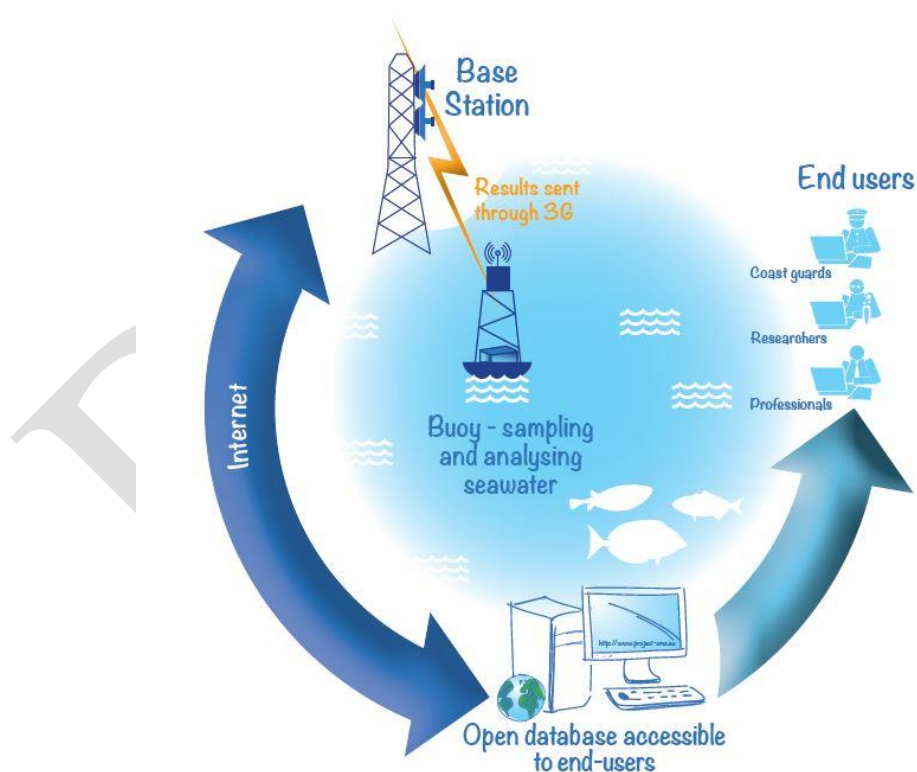 Base
Station
Results sent
through 3G
End users
Coast guards
Researchers
Professionals
Internet
Buoy - sampling
and analysing
seawater
Open database accessible
to end-users